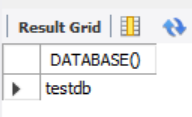 Result Grid
DATABASE()
testdb